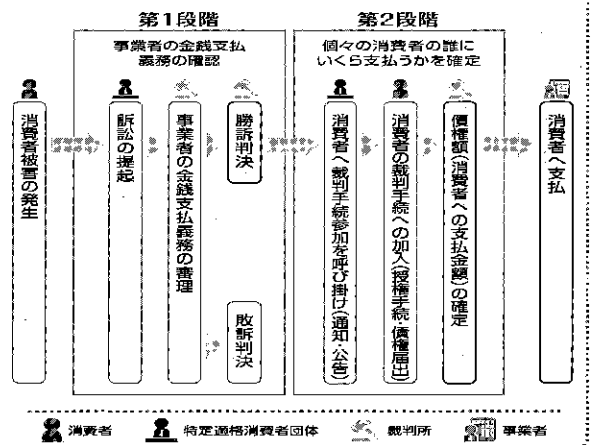 第1段階
事業者の金銭支払
義務の確認
第2段階
個々の消費者の誰に
いくら支払うかを確定
消費者被害の発生
訴訟の提起
事業者の金銭支払義務の審理
勝訴判決
敗訴判決
消費者へ裁判手続参加を呼び掛け(通知・公告)
消費者の裁判手続への加入(授権手続・債権届出)
債権額(消費者への支払金額)の確定
消費者へ支払
消費者
特定適格消費者団体
裁判所
事業者